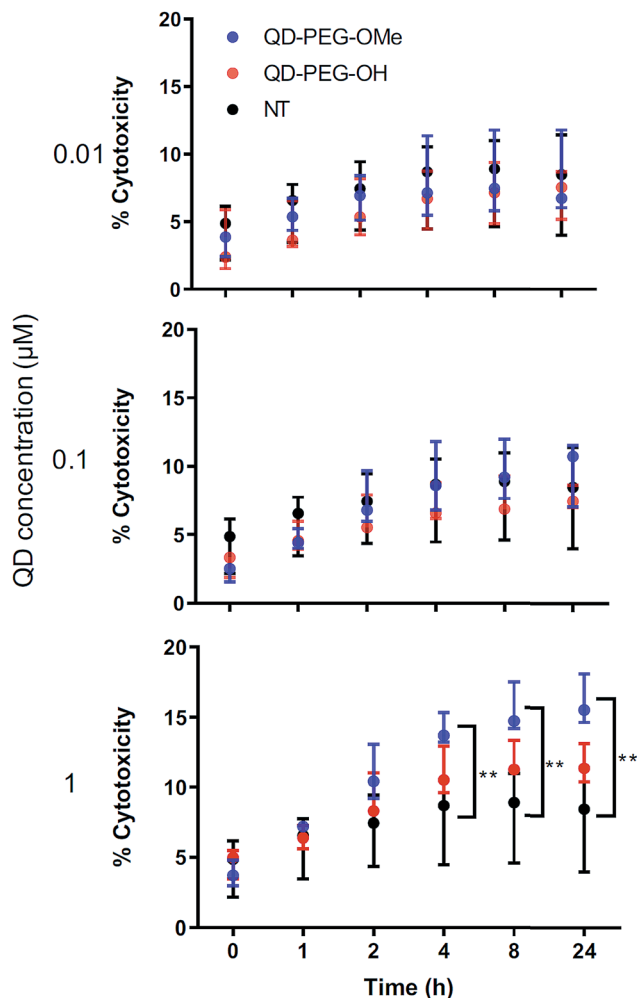 QD concentration (µM)
0.01
% Cytotoxicity
20
15
10
5
0
QD-PEG-OMe
QD-PEG-OH
NT
0.1
% Cytotoxicity
20
15
10
5
0
1
% Cytotoxicity
20
15
10
5
0
**
**
**
0 1 2 4 8 24
Time (h)